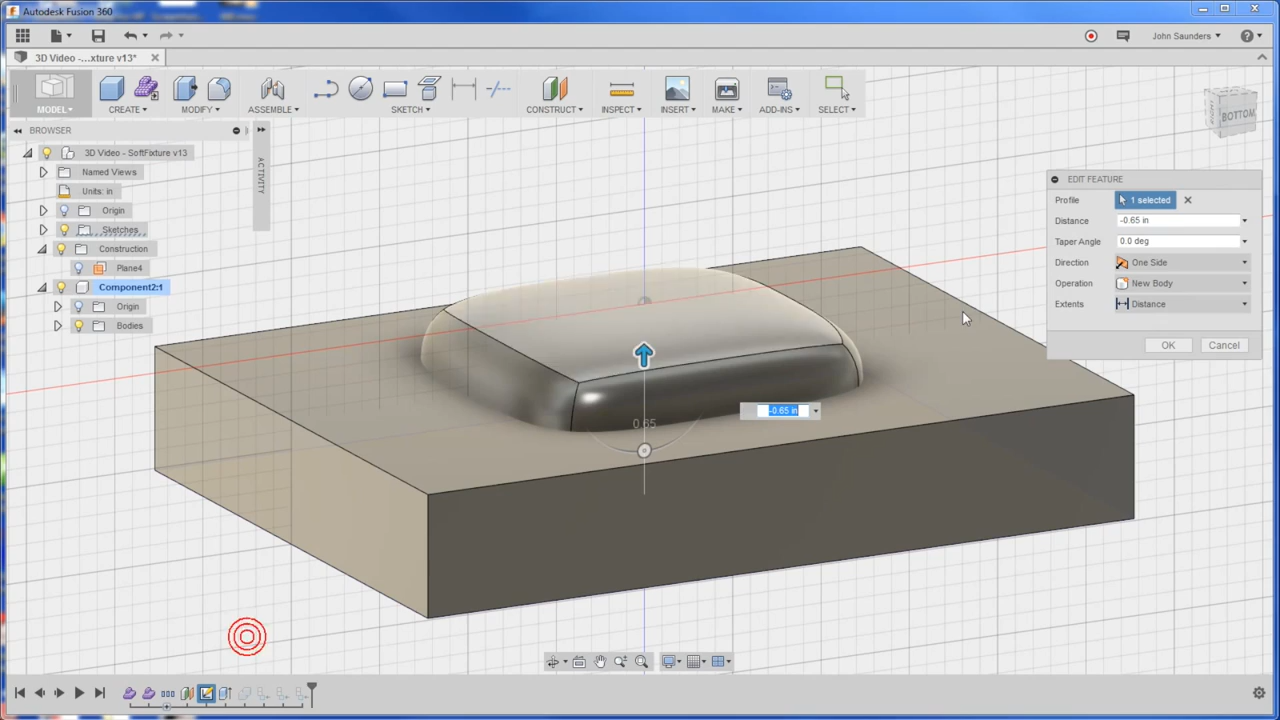 Autodesk Fusion 360
John Saunders
3D Video -...xture v13*
MODEL
CREATE
MODIFY
ASSEMBLE
SKETCH
CONSTRUCT
INSPECT
INSERT
MAKE
ADD-INS
SELECT
BROWSER
ACTIVITY
3D Video - SoftFixture v13
Named Views
Units: in
Origin
Sketches
Construction
Plane4
Component2:1
Origin
Bodies
BOTTOM
EDIT FEATURE
Profile 1 selected
Distance -0.65 in
Taper Angle 0.0 deg
Direction One Side
Operation New Body
Extents Distance
OK Cancel
-0.65 in
0.65